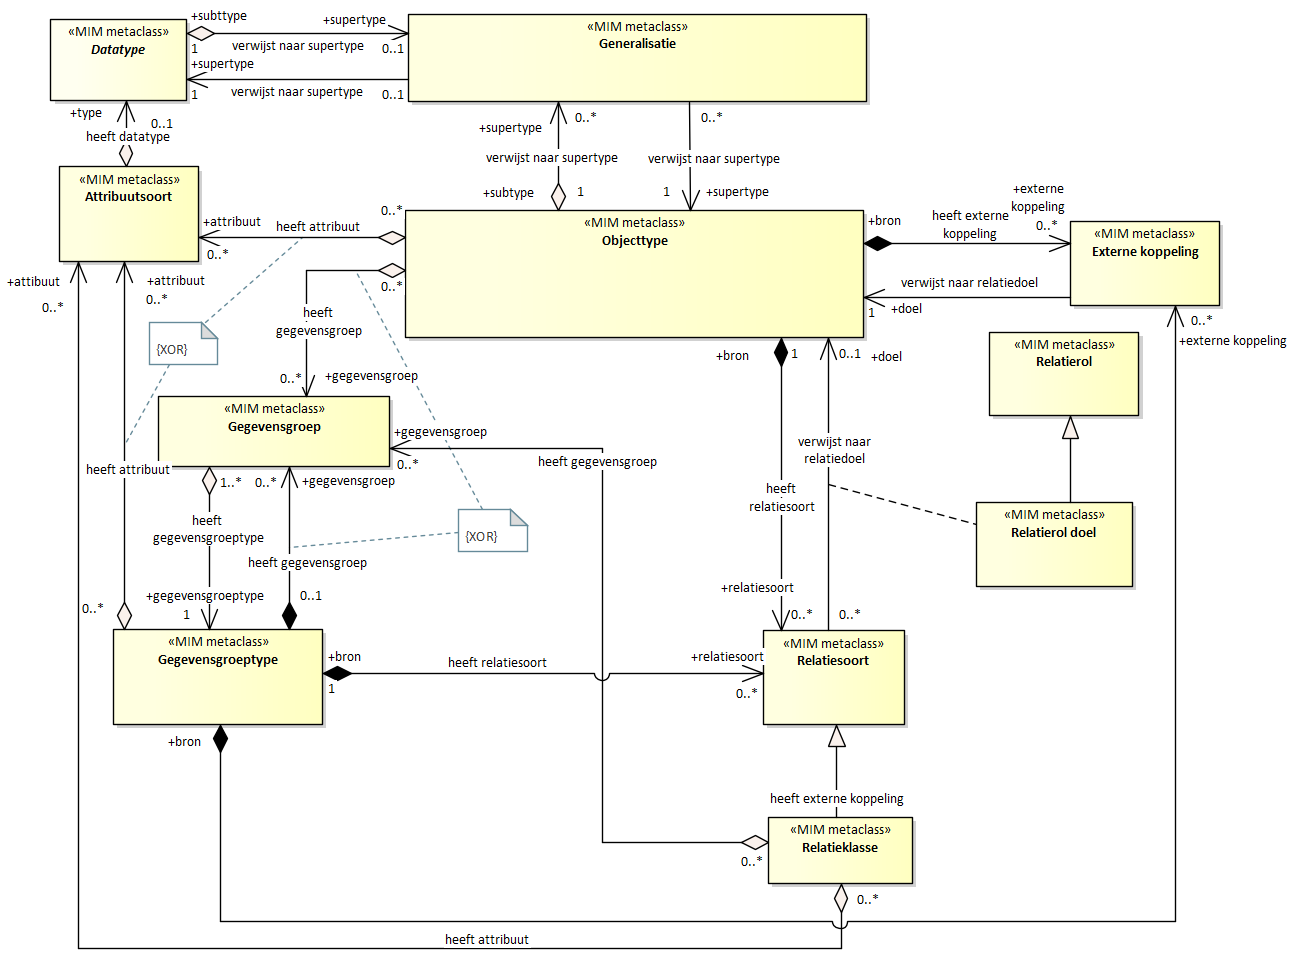 +subttype
+supertype
«MIM metaclass»
Datatype
«MIM metaclass»
Generalisatie
1
verwijst naar supertype
0..1
+supertype
1
verwijst naar supertype
0..1
+type
0..1
heeft datatype
0..*
0..*
+supertype
verwijst naar supertype
verwijst naar supertype
+subtype
1
1
+supertype
«MIM metaclass»
Attribuutsoort
+attribuut
heeft attribuut
0..*
0..*
«MIM metaclass»
Objecttype
+bron
heeft externe
koppeling
+externe
koppeling
0..*
«MIM metaclass»
Externe koppeling
verwijst naar relatiedoel
1
+doel
+attibuut
0..*
+attribuut
0..*
0..*
heeft
gegevensgroep
{XOR}
0..*
+gegevensgroep
+bron
1
0..1
+doel
0..*
+externe koppeling
«MIM metaclass»
Relatierol
«MIM metaclass»
Gegevensgroep
+gegevensgroep
0..*
heeft gegevensgroep
verwijst naar
relatiedoel
heeft attribuut
1..*
0..*
+gegevensgroep
heeft
relatiesoort
heeft
gegevensgroeptype
{XOR}
heeft gegevensgroep
«MIM metaclass»
Relatierol doel
+gegevensgroeptype
0..*
1
0..1
+relatiesoort
0..*
0..*
«MIM metaclass»
Gegevensgroeptype
+bron
1
heeft relatiesoort
+relatiesoort
0..*
«MIM metaclass»
Relatiesoort
+bron
heeft externe koppeling
«MIM metaclass»
Relatieklasse
0..*
0..*
heeft attribuut